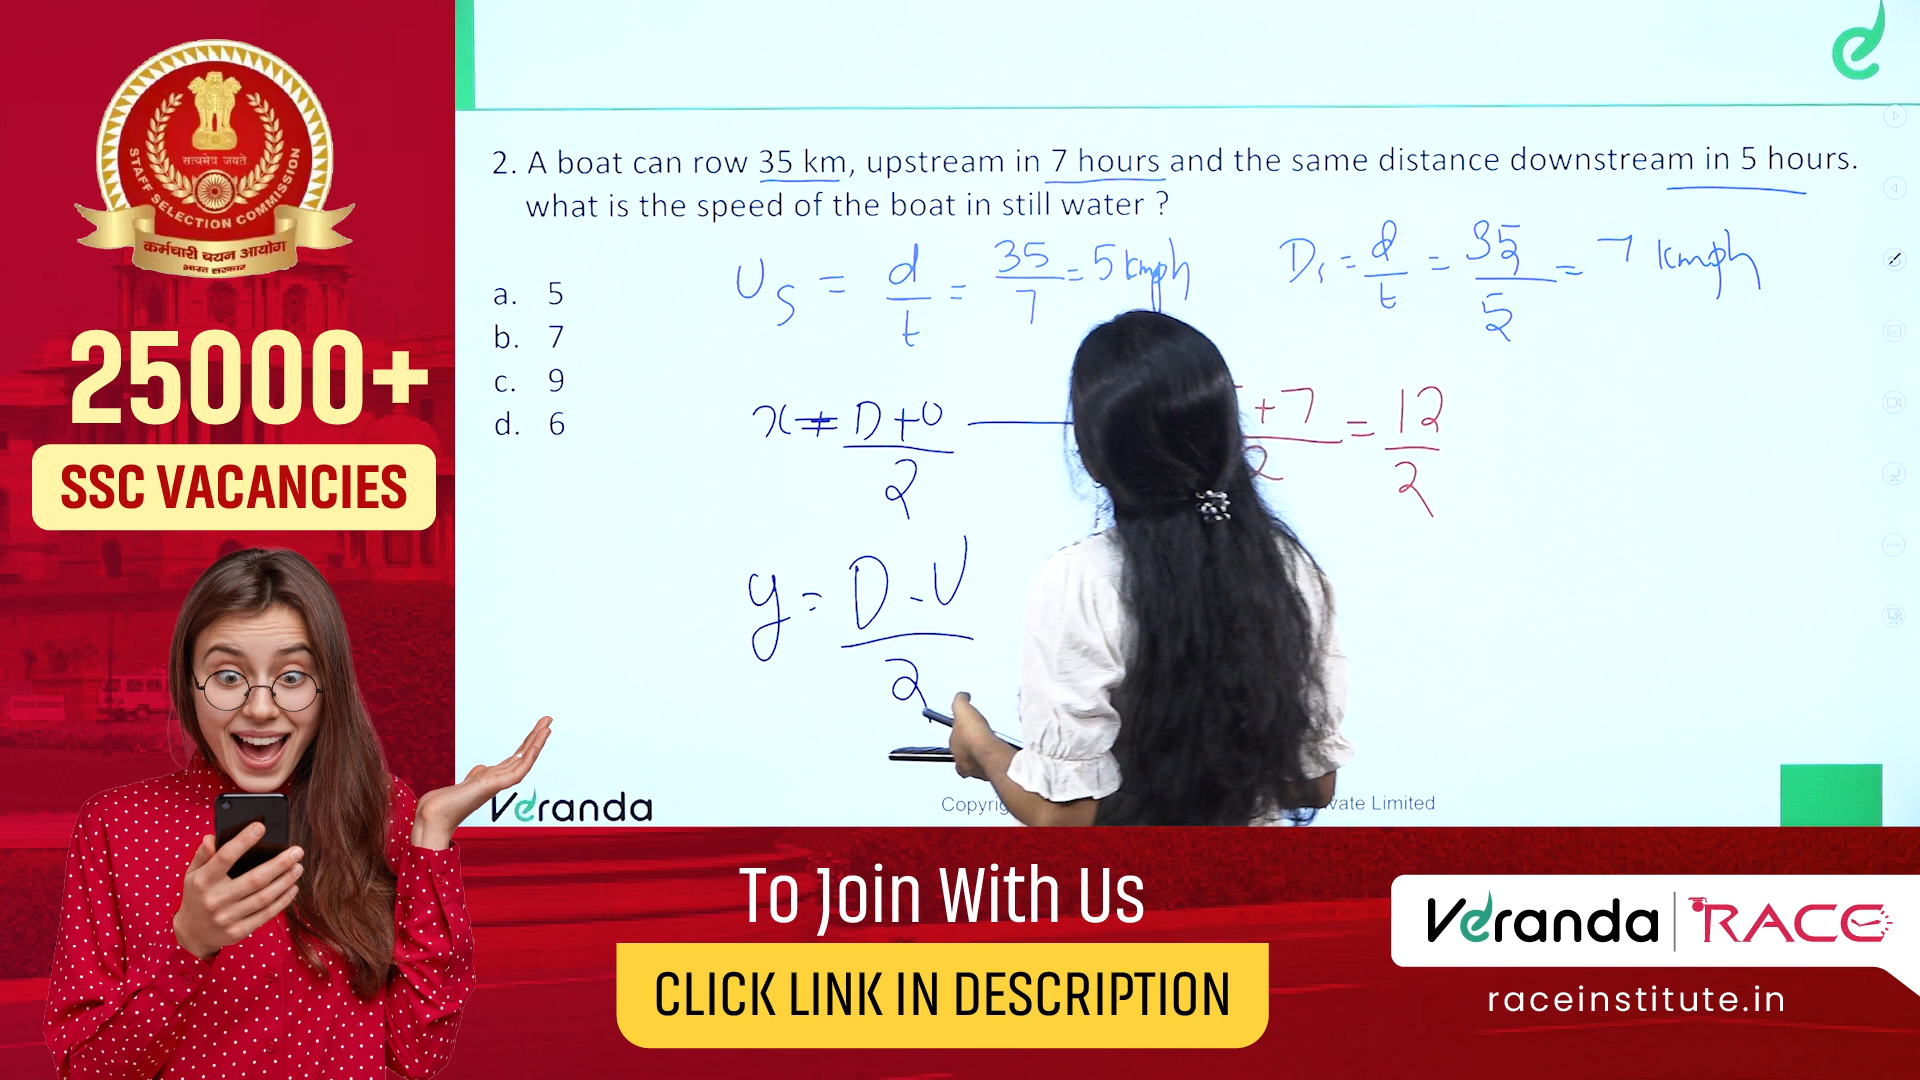 STAFF SELECTION COMMISSION
सत्यमेव जयते
कर्मचारी चयन आयोग
भारत सरकार
25000+
SSC VACANCIES
2. A boat can row 35 km, upstream in 7 hours and the same distance downstream in 5 hours.
what is the speed of the boat in still water ?
a. 5
b. 7
c. 9
d. 6
US = d/t = 35/7 = 5 kmph
D, = d/t = 35/5 = 7 kmph
x = D+U/2
+7/2 = 12/2
y = D-U/2
Veranda
Limited
To Join With Us
CLICK LINK IN DESCRIPTION
Veranda | RACE
raceinstitute.in